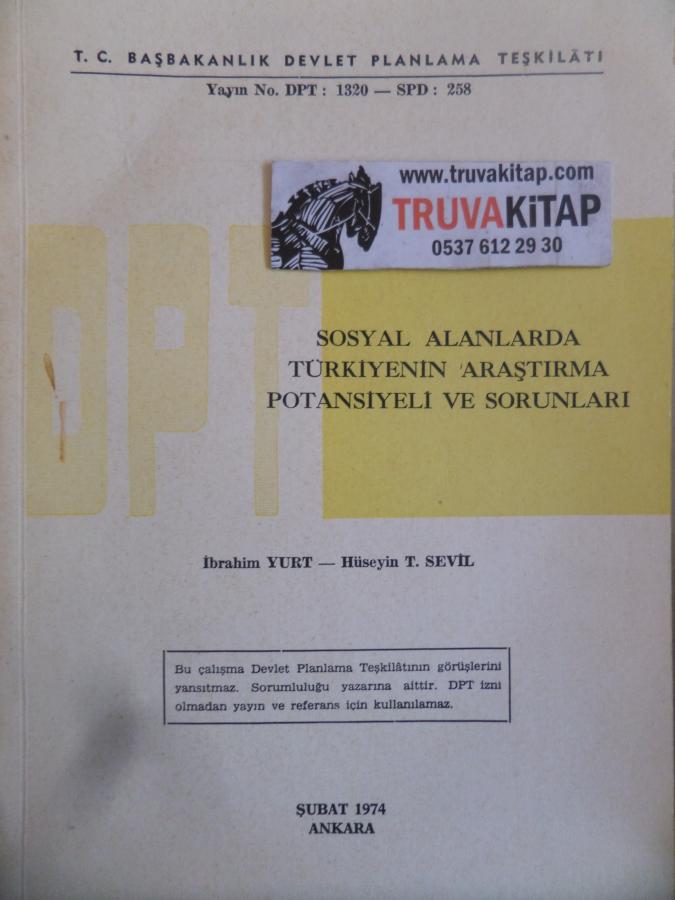 T. C. BAŞBAKANLIK DEVLET PLANLAMA TEŞKİLÂTI
Yayın No. DPT : 1320 — SPD : 258
www.truvakitap.com
TRUVAKİTAP
0537 612 29 30
DPT
SOSYAL ALANLARDA
TÜRKİYENİN ARAŞTIRMA
POTANSİYELİ VE SORUNLARI
İbrahim YURT — Hüseyin T. SEVİL
Bu çalışma Devlet Planlama Teşkilâtının görüşlerini
yansıtmaz. Sorumluluğu yazarına aittir. DPT izni
olmadan yayın ve referans için kullanılamaz.
ŞUBAT 1974
ANKARA